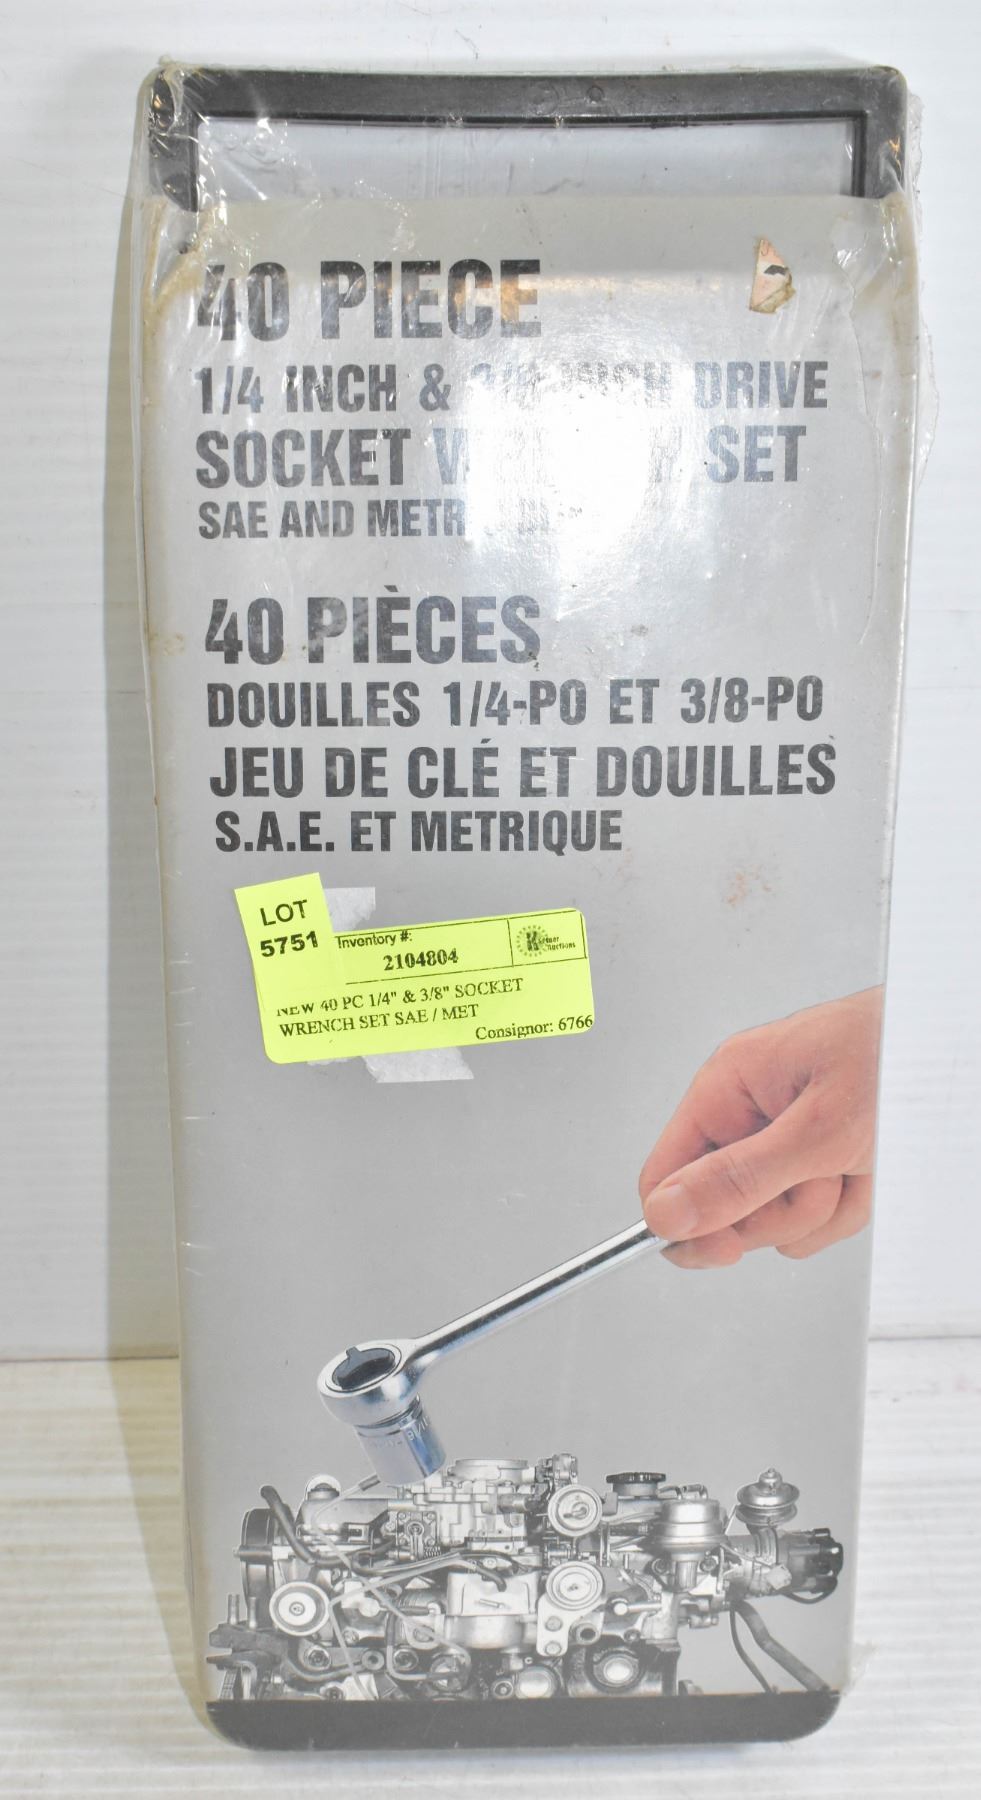 40 PIECE
1/4 INCH & INCH DRIVE
SOCKET SET
SAE AND
40 PIÈCES
DOUILLES 1/4-PO ET 3/8-PO
JEU DE CLÉ ET DOUILLES
S.A.E. ET METRIQUE
LOT
5751
Inventory #:
2104804
NEW 40 PC 1/4" & 3/8" SOCKET
WRENCH SET SAE / MET
Consignor: 6766